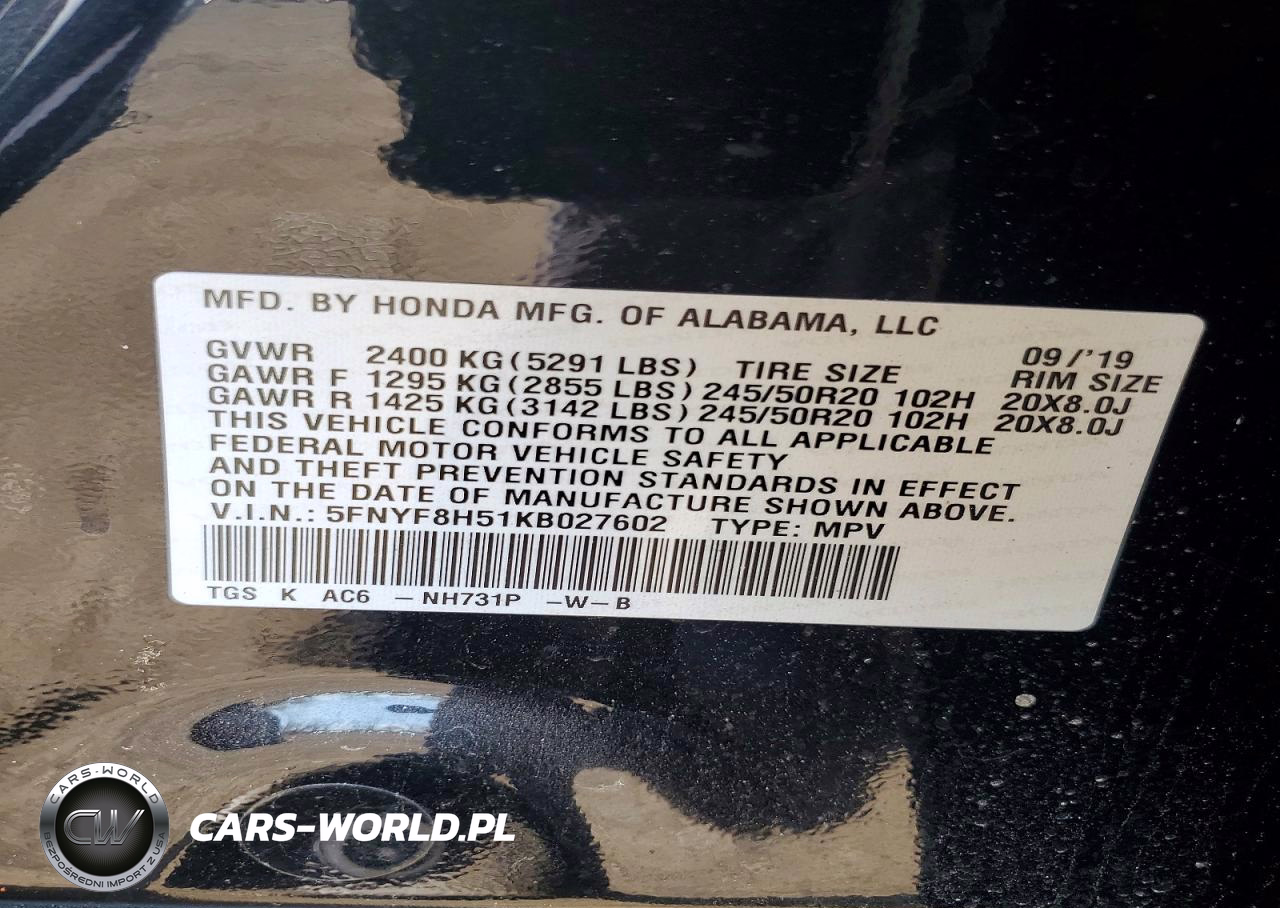 MFD. BY HONDA MFG. OF ALABAMA, LLC
09/'19
GVWR 2400 KG (5291 LBS) TIRE SIZE RIM SIZE
GAWR F 1295 KG (2855 LBS) 245/50R20 102H 20X8.0J
GAWR R 1425 KG (3142 LBS) 245/50R20 102H 20X8.0J
THIS VEHICLE CONFORMS TO ALL APPLICABLE
FEDERAL MOTOR VEHICLE SAFETY
AND THEFT PREVENTION STANDARDS IN EFFECT
ON THE DATE OF MANUFACTURE SHOWN ABOVE.
V.I.N.: 5FNYF8H51KB027602 TYPE: MPV
TGS K AC6 -NH731P -W-B
CARS-WORLD
CW
BEZPOŚREDNI IMPORT Z USA
CARS-WORLD.PL